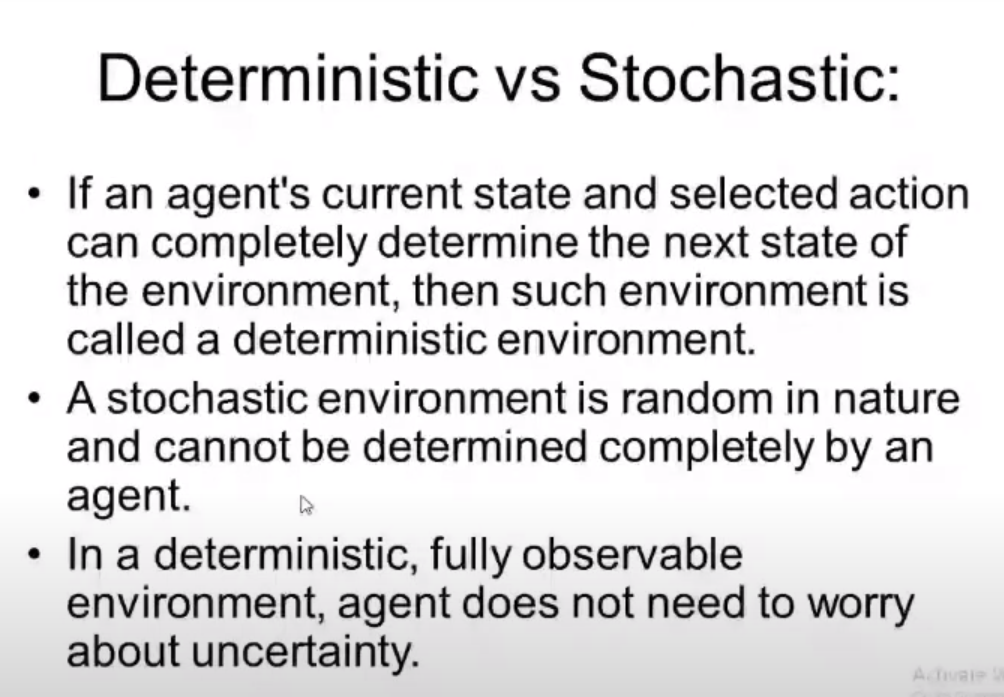 Deterministic vs Stochastic:
• If an agent's current state and selected action
can completely determine the next state of
the environment, then such environment is
called a deterministic environment.
• A stochastic environment is random in nature
and cannot be determined completely by an
agent.
• In a deterministic, fully observable
environment, agent does not need to worry
about uncertainty.
Activate